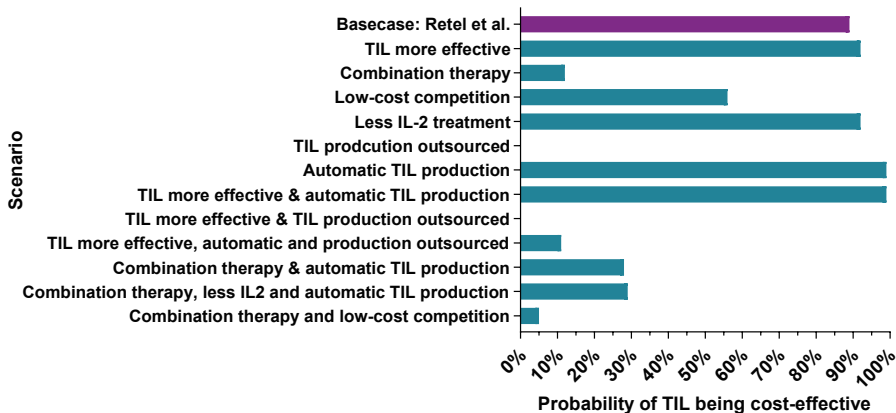 Scenario
Basecase: Retel et al.
TIL more effective
Combination therapy
Low-cost competition
Less IL-2 treatment
TIL prodcution outsourced
Automatic TIL production
TIL more effective & automatic TIL production
TIL more effective & TIL production outsourced
TIL more effective, automatic and production outsourced
Combination therapy & automatic TIL production
Combination therapy, less IL2 and automatic TIL production
Combination therapy and low-cost competition
0% 10% 20% 30% 40% 50% 60% 70% 80% 90% 100%
Probability of TIL being cost-effective